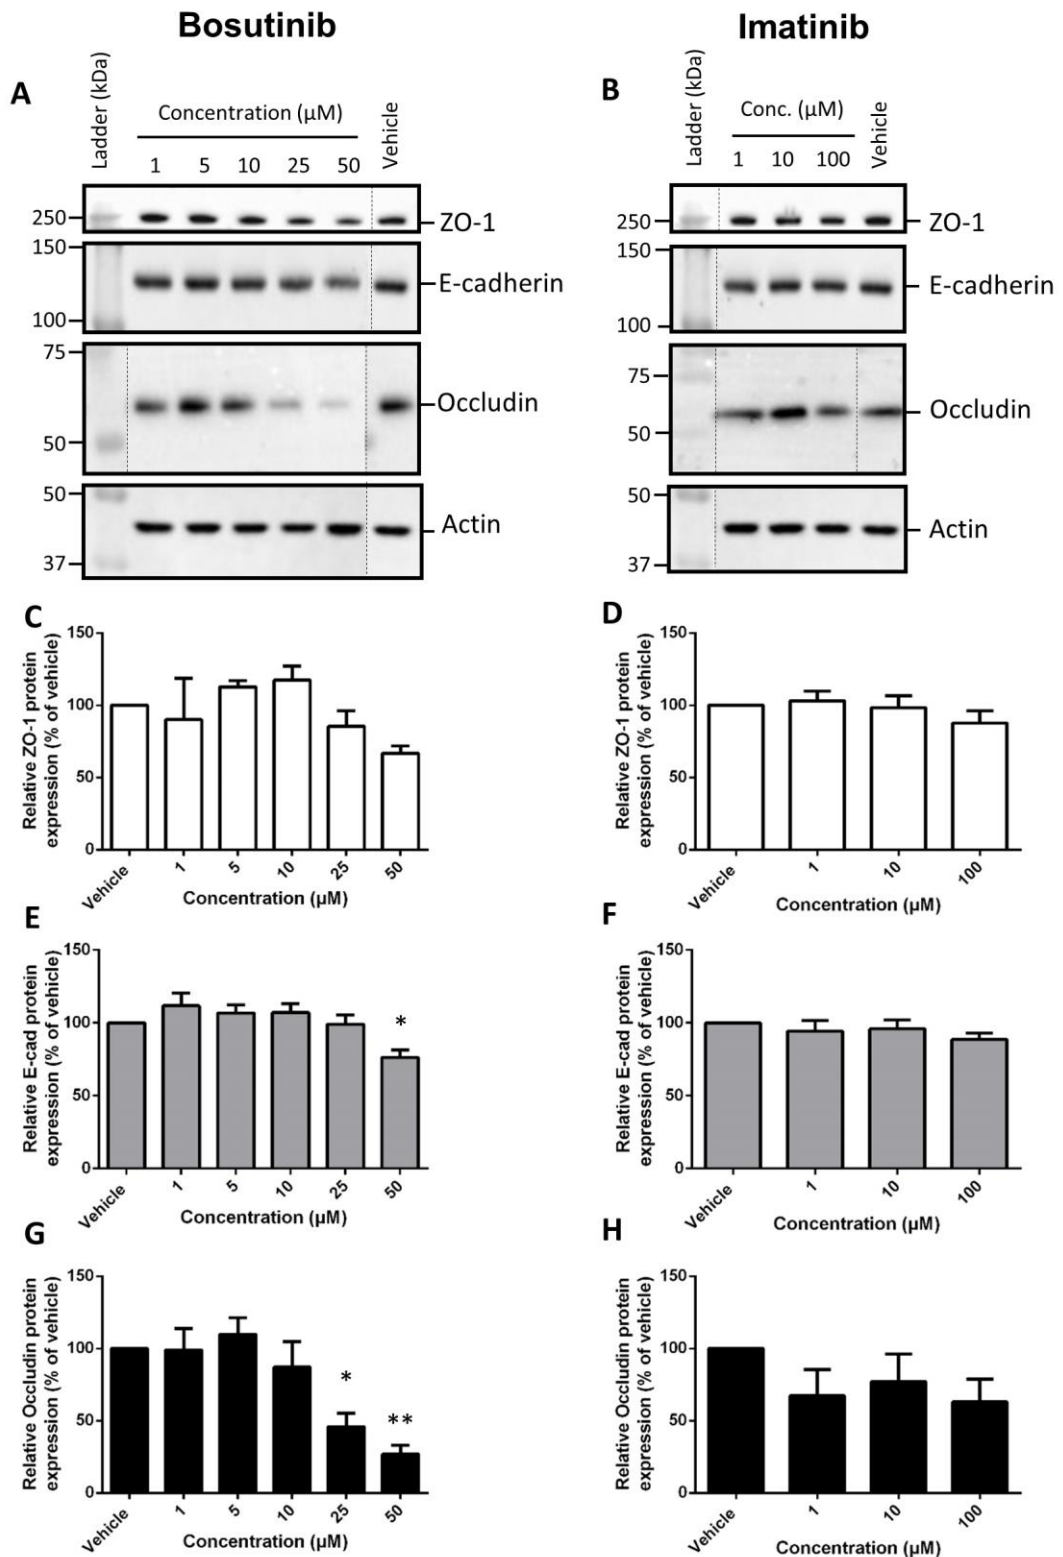 Bosutinib
Imatinib
A
Ladder (kDa)
Concentration (µM)
1 5 10 25 50
Vehicle
250
ZO-1
150
E-cadherin
100
75
Occludin
50
50
Actin
37
B
Ladder (kDa)
Conc. (µM)
1 10 100
Vehicle
250
ZO-1
150
E-cadherin
100
75
Occludin
50
50
Actin
37
C
Relative ZO-1 protein
expression (% of vehicle)
150
100
50
0
Vehicle 1 5 10 25 50
Concentration (µM)
D
Relative ZO-1 protein
expression (% of vehicle)
150
100
50
0
Vehicle 1 10 100
Concentration (µM)
E
Relative E-cad protein
expression (% of vehicle)
150
100
50
0
*
Vehicle 1 5 10 25 50
Concentration (µM)
F
Relative E-cad protein
expression (% of vehicle)
150
100
50
0
Vehicle 1 10 100
Concentration (µM)
G
Relative Occludin protein
expression (% of vehicle)
150
100
50
0
*
**
Vehicle 1 5 10 25 50
Concentration (µM)
H
Relative Occludin protein
expression (% of vehicle)
150
100
50
0
Vehicle 1 10 100
Concentration (µM)